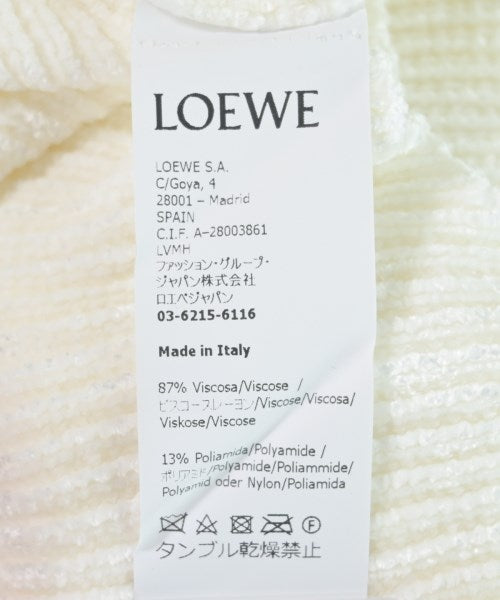 LOEWE
LOEWE S.A.
C/Goya, 4
28001 – Madrid
SPAIN
C.I.F. A-28003861
LVMH
ファッション・グループ・
ジャパン株式会社
ロエベジャパン
03-6215-6116
Made in Italy
87% Viscosa/Viscose /
ビスコースレーヨン/Viscose/Viscosa/
Viskose/Viscose
13% Poliamida/Polyamide /
ポリアミド/Polyamide/Poliammide/
Polyamid oder Nylon/Poliamida
タンブル乾燥禁止